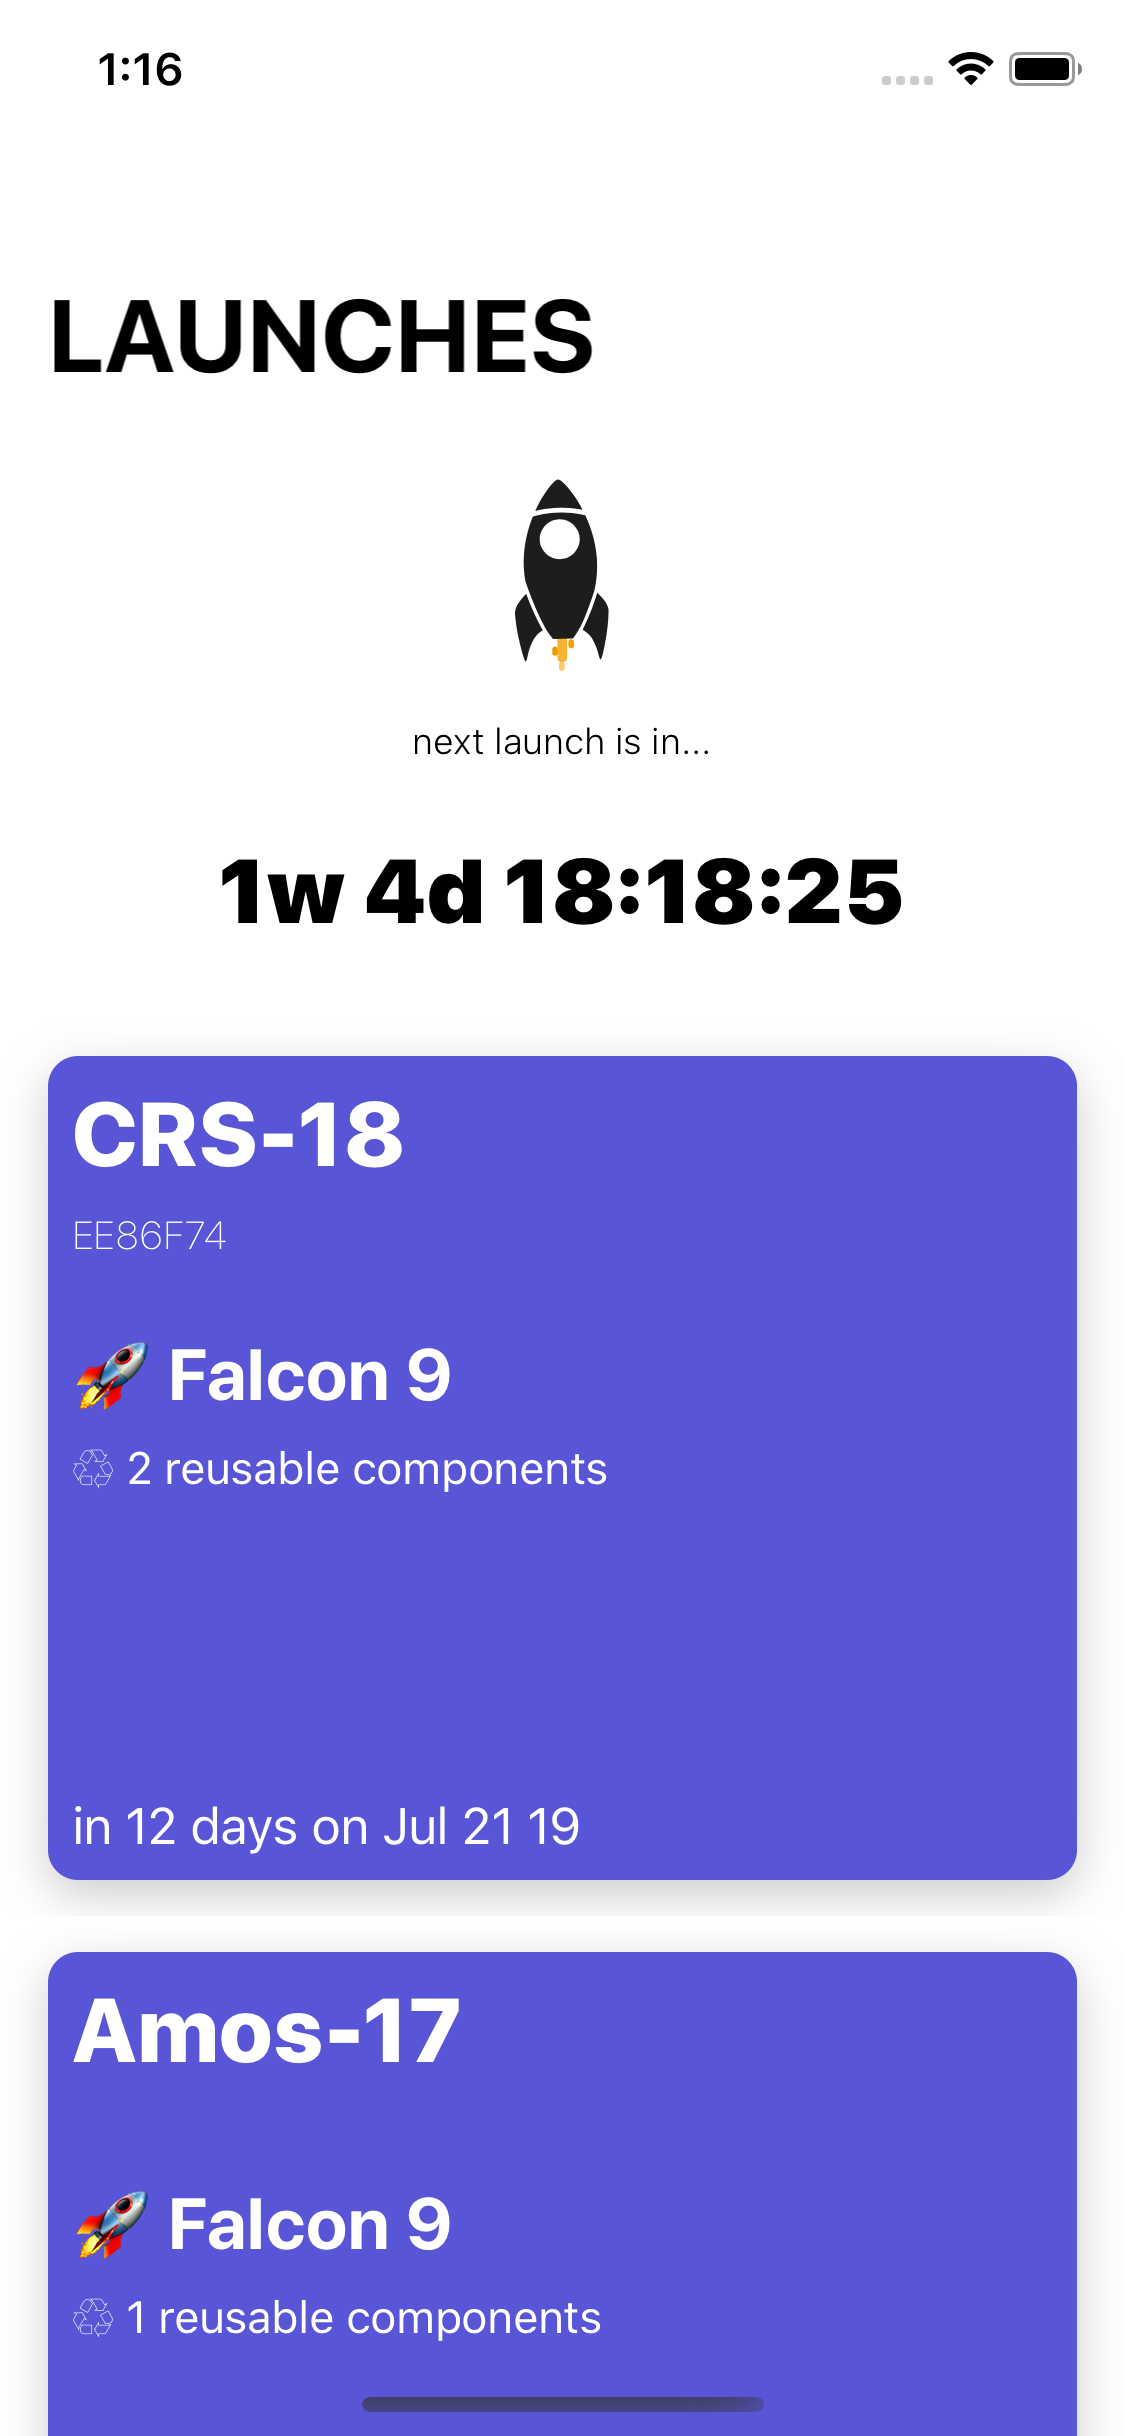 1:16
LAUNCHES
next launch is in...
1w 4d 18:18:25
CRS-18
EE86F74
🚀 Falcon 9
♲ 2 reusable components
in 12 days on Jul 21 19
Amos-17
🚀 Falcon 9
♲ 1 reusable components